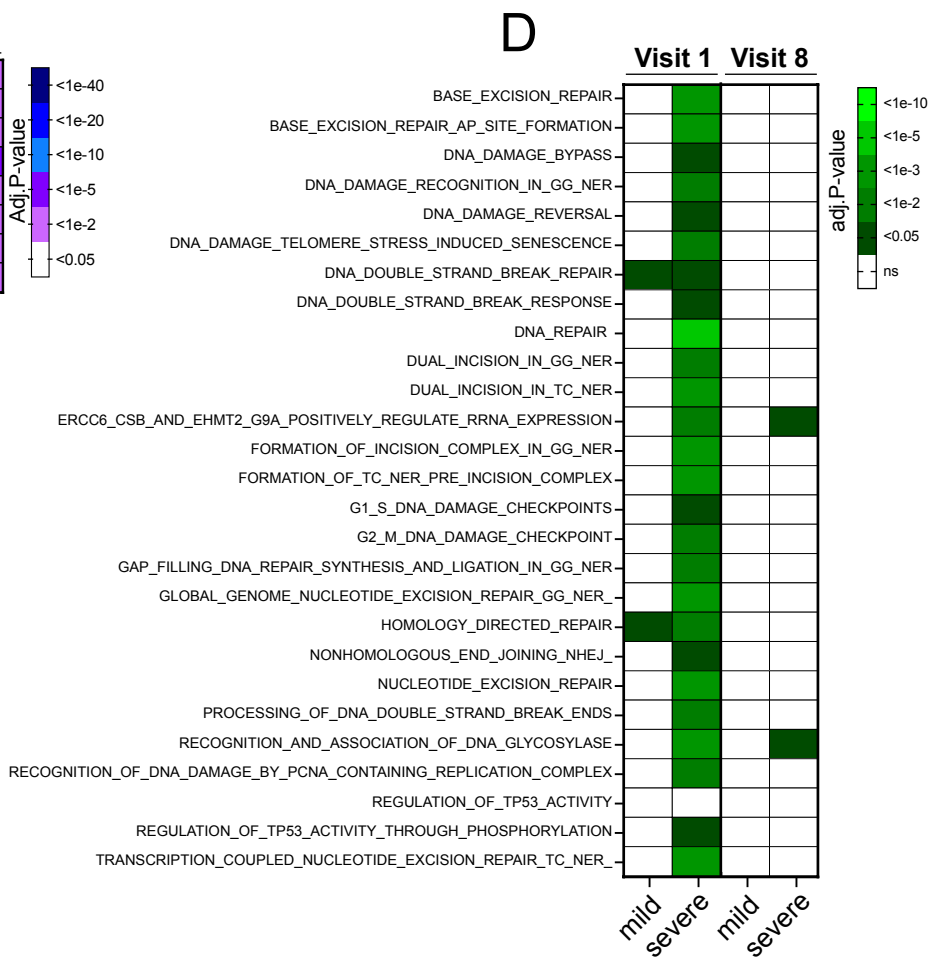 D
Visit 1 Visit 8
Adj.P-value
<1e-40
<1e-20
<1e-10
<1e-5
<1e-2
<0.05
BASE_EXCISION_REPAIR
BASE_EXCISION_REPAIR_AP_SITE_FORMATION
DNA_DAMAGE_BYPASS
DNA_DAMAGE_RECOGNITION_IN_GG_NER
DNA_DAMAGE_REVERSAL
DNA_DAMAGE_TELOMERE_STRESS_INDUCED_SENESCENCE
DNA_DOUBLE_STRAND_BREAK_REPAIR
DNA_DOUBLE_STRAND_BREAK_RESPONSE
DNA_REPAIR
DUAL_INCISION_IN_GG_NER
DUAL_INCISION_IN_TC_NER
ERCC6_CSB_AND_EHMT2_G9A_POSITIVELY_REGULATE_RRNA_EXPRESSION
FORMATION_OF_INCISION_COMPLEX_IN_GG_NER
FORMATION_OF_TC_NER_PRE_INCISION_COMPLEX
G1_S_DNA_DAMAGE_CHECKPOINTS
G2_M_DNA_DAMAGE_CHECKPOINT
GAP_FILLING_DNA_REPAIR_SYNTHESIS_AND_LIGATION_IN_GG_NER
GLOBAL_GENOME_NUCLEOTIDE_EXCISION_REPAIR_GG_NER_
HOMOLOGY_DIRECTED_REPAIR
NONHOMOLOGOUS_END_JOINING_NHEJ_
NUCLEOTIDE_EXCISION_REPAIR
PROCESSING_OF_DNA_DOUBLE_STRAND_BREAK_ENDS
RECOGNITION_AND_ASSOCIATION_OF_DNA_GLYCOSYLASE
RECOGNITION_OF_DNA_DAMAGE_BY_PCNA_CONTAINING_REPLICATION_COMPLEX
REGULATION_OF_TP53_ACTIVITY
REGULATION_OF_TP53_ACTIVITY_THROUGH_PHOSPHORYLATION
TRANSCRIPTION_COUPLED_NUCLEOTIDE_EXCISION_REPAIR_TC_NER_
mild severe mild severe
adj.P-value
<1e-10
<1e-5
<1e-3
<1e-2
<0.05
ns